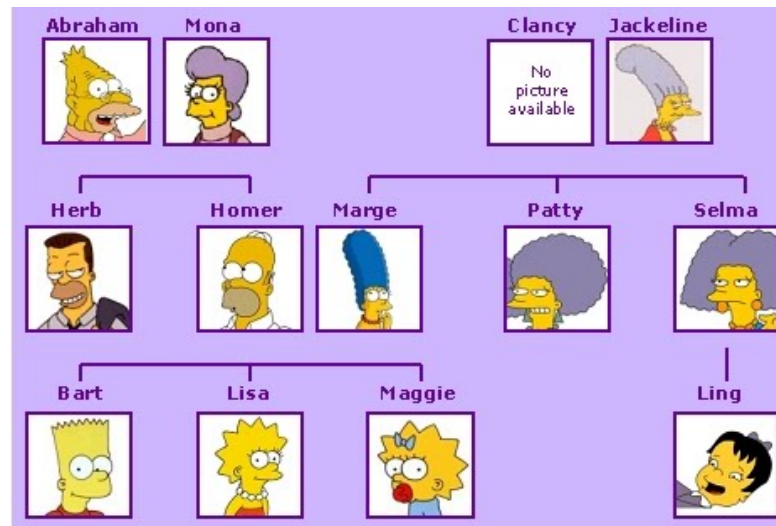 Abraham Mona Clancy Jackeline
No
picture
available
Herb Homer Marge Patty Selma
Bart Lisa Maggie Ling